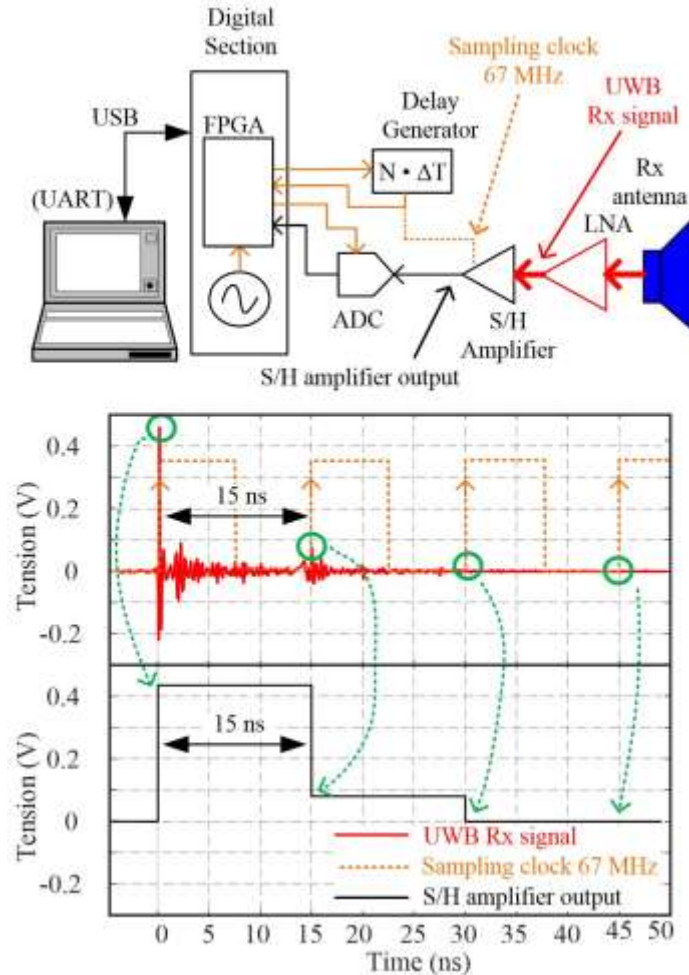 Digital
Section
Sampling clock
67 MHz
UWB
Rx signal
USB
FPGA
Delay
Generator
N • ΔT
Rx
antenna
(UART)
LNA
ADC
S/H
Amplifier
S/H amplifier output
Tension (V)
0.4
0.2
0
-0.2
15 ns
Tension (V)
0.4
0.2
0
-0.2
15 ns
UWB Rx signal
Sampling clock 67 MHz
S/H amplifier output
0 5 10 15 20 25 30 35 40 45 50
Time (ns)